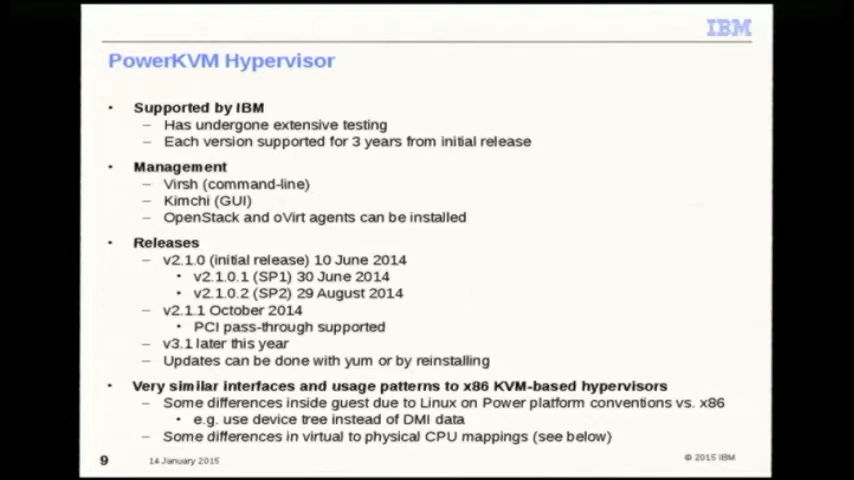 IBM
PowerKVM Hypervisor
• Supported by IBM
– Has undergone extensive testing
– Each version supported for 3 years from initial release
• Management
– Virsh (command-line)
– Kimchi (GUI)
– OpenStack and oVirt agents can be installed
• Releases
– v2.1.0 (initial release) 10 June 2014
• v2.1.0.1 (SP1) 30 June 2014
• v2.1.0.2 (SP2) 29 August 2014
– v2.1.1 October 2014
• PCI pass-through supported
– v3.1 later this year
– Updates can be done with yum or by reinstalling
• Very similar interfaces and usage patterns to x86 KVM-based hypervisors
– Some differences inside guest due to Linux on Power platform conventions vs. x86
• e.g. use device tree instead of DMI data
– Some differences in virtual to physical CPU mappings (see below)
9 14 January 2015 © 2015 IBM